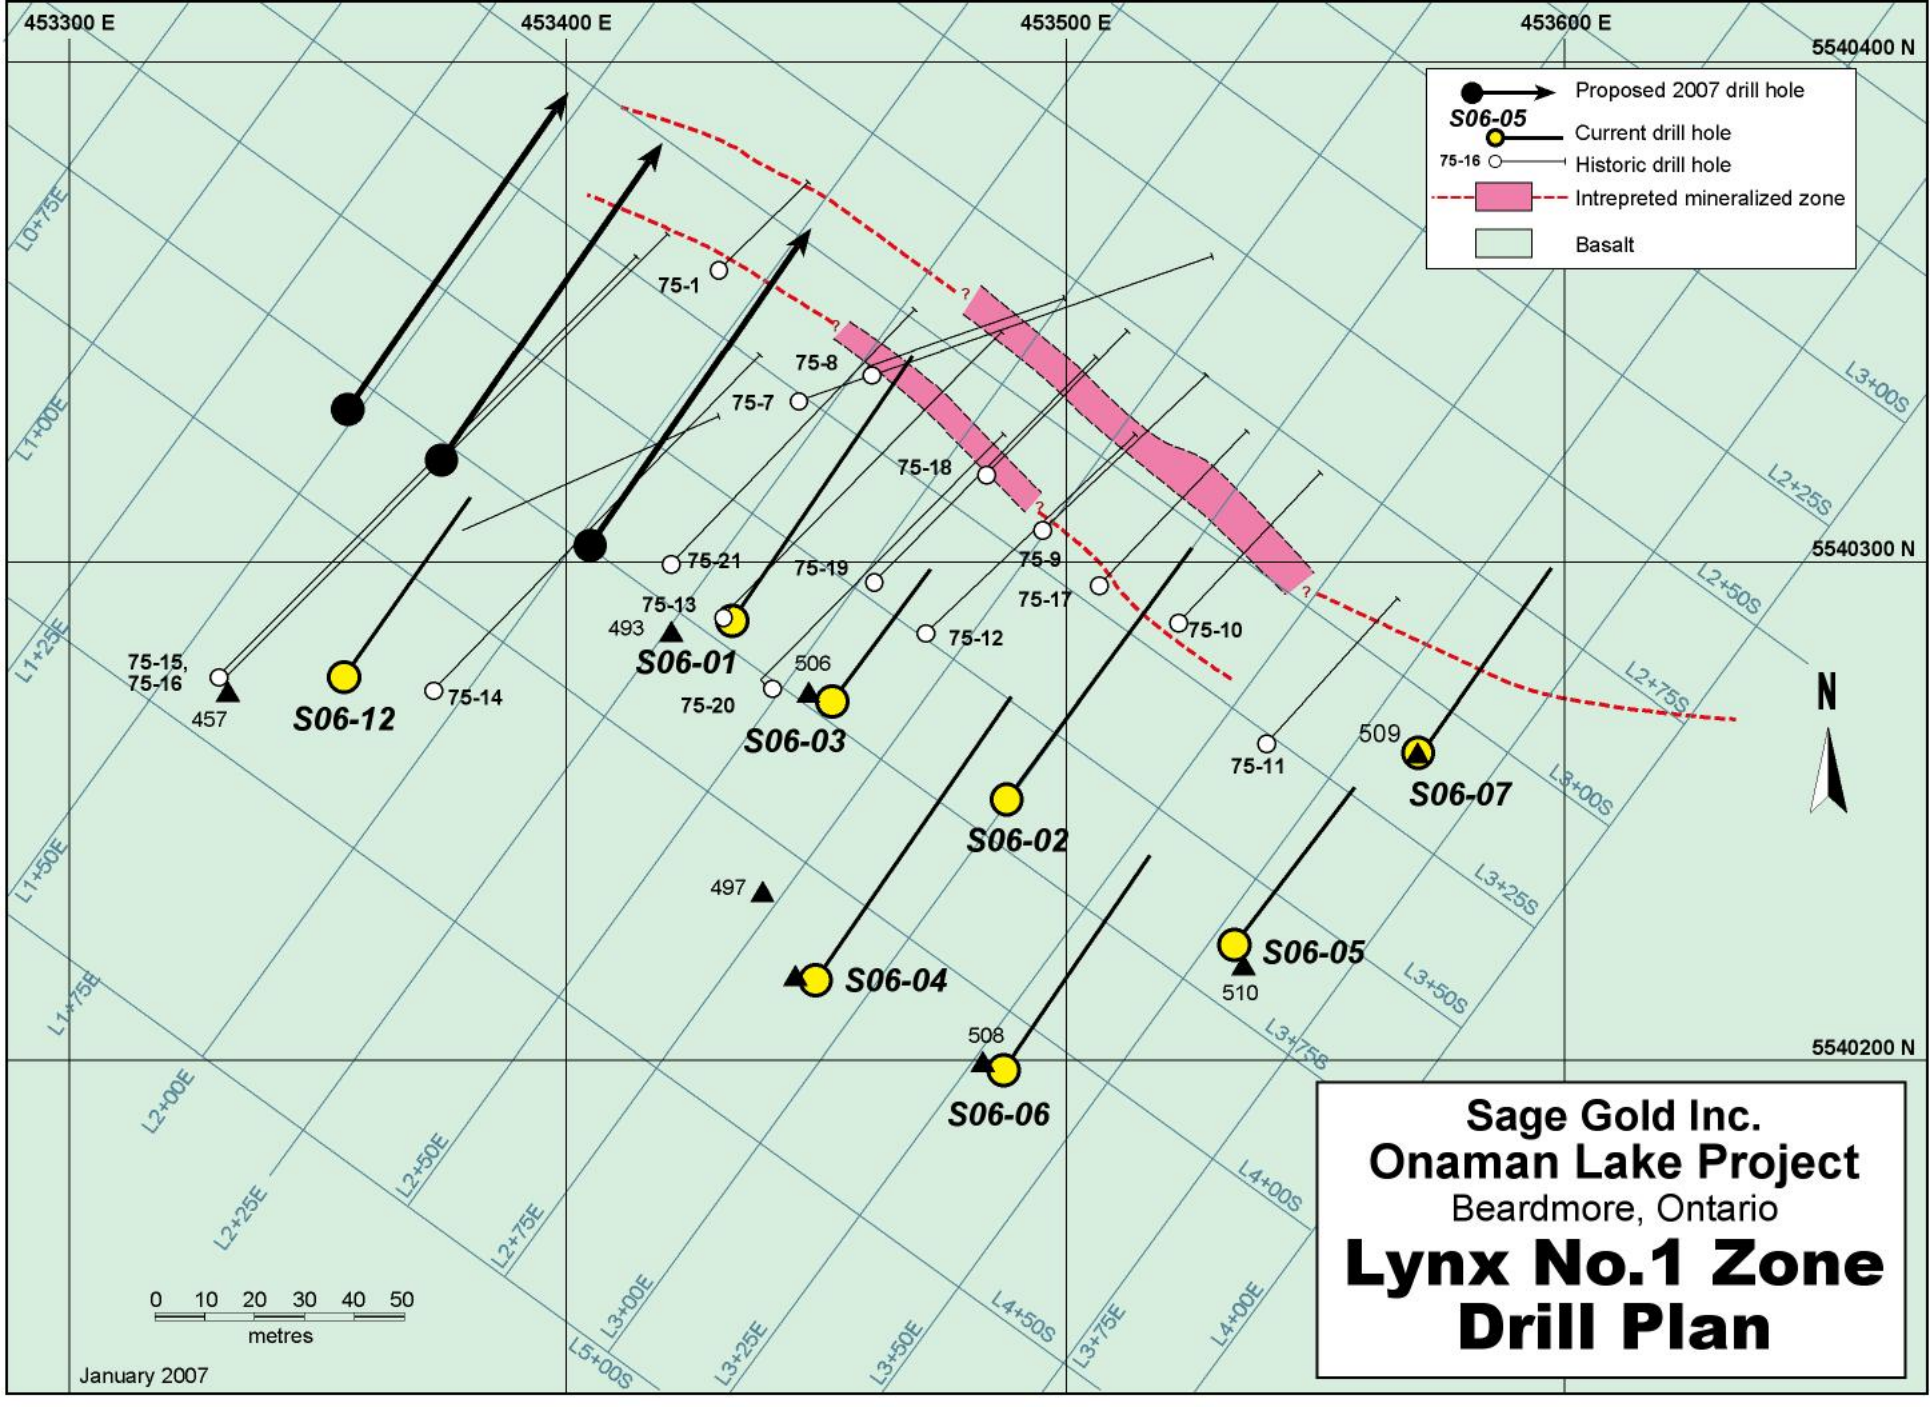 453300 E
453400 E
453500 E
453600 E
5540400 N
Proposed 2007 drill hole
S06-05
Current drill hole
75-16
Historic drill hole
Intrepreted mineralized zone
Basalt
L0+75E
75-1
?
?
75-8
75-7
L3+00S
L1+00E
75-18
L2+25S
?
5540300 N
75-21
75-19
75-9
L2+50S
75-17
?
75-13
493
75-10
L1+25E
75-12
S06-01
506
75-15,
75-16
457
S06-12
75-14
75-20
L2+75S
N
S06-03
509
75-11
S06-07
L3+00S
S06-02
L1+50E
497
L3+25S
S06-05
S06-04
510
L3+50S
L1+75E
508
L3+75S
5540200 N
S06-06
L2+00E
L2+50E
L4+00S
L2+25E
L2+75E
L3+00E
L4+50S
L3+75E
L4+00E
L5+00S
L3+25E
L3+50E
0 10 20 30 40 50
metres
January 2007
Sage Gold Inc.
Onaman Lake Project
Beardmore, Ontario
Lynx No.1 Zone
Drill Plan